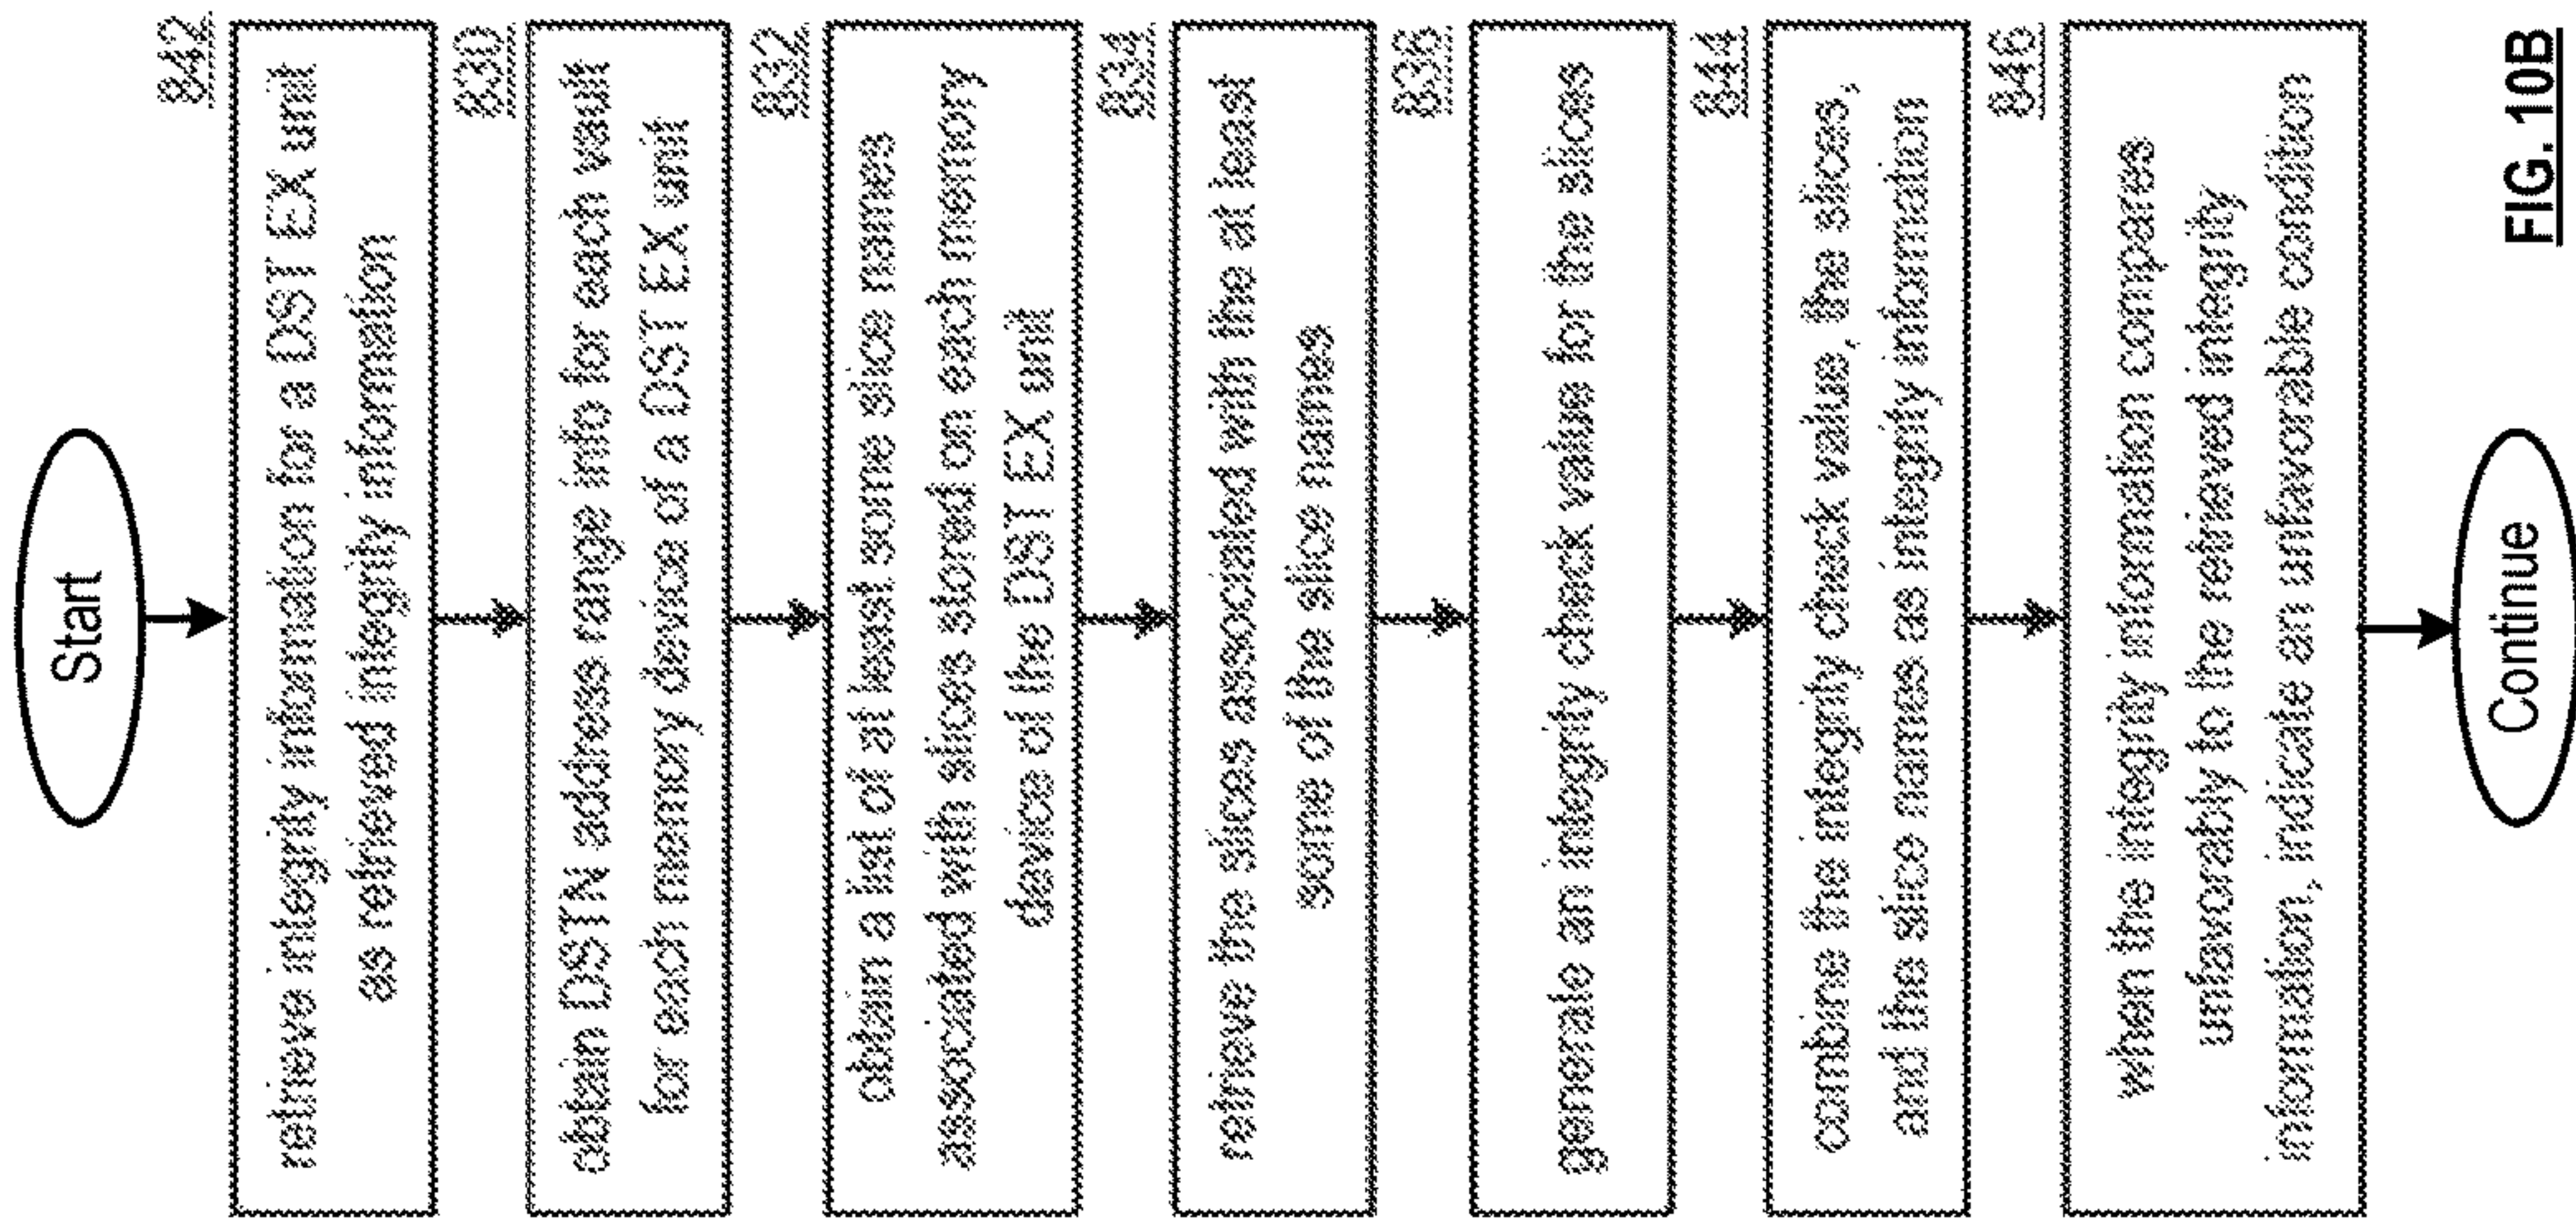 Start
842
retrieve integrity information for a DST EX unit
as retrieved integrity information
830
obtain DSTN address range info for each vault
for each memory device of a DST EX unit
832
obtain a list of at least some slice names
associated with slices stored on each memory
device of the DST EX unit
834
retrieve the slices associated with the at least
some of the slice names
836
generate an integrity check value for the slices
844
combine the integrity check value, the slices,
and the slice names as integrity information
846
when the integrity information compares
unfavorably to the retrieved integrity
information, indicate an unfavorable condition
Continue
FIG. 10B